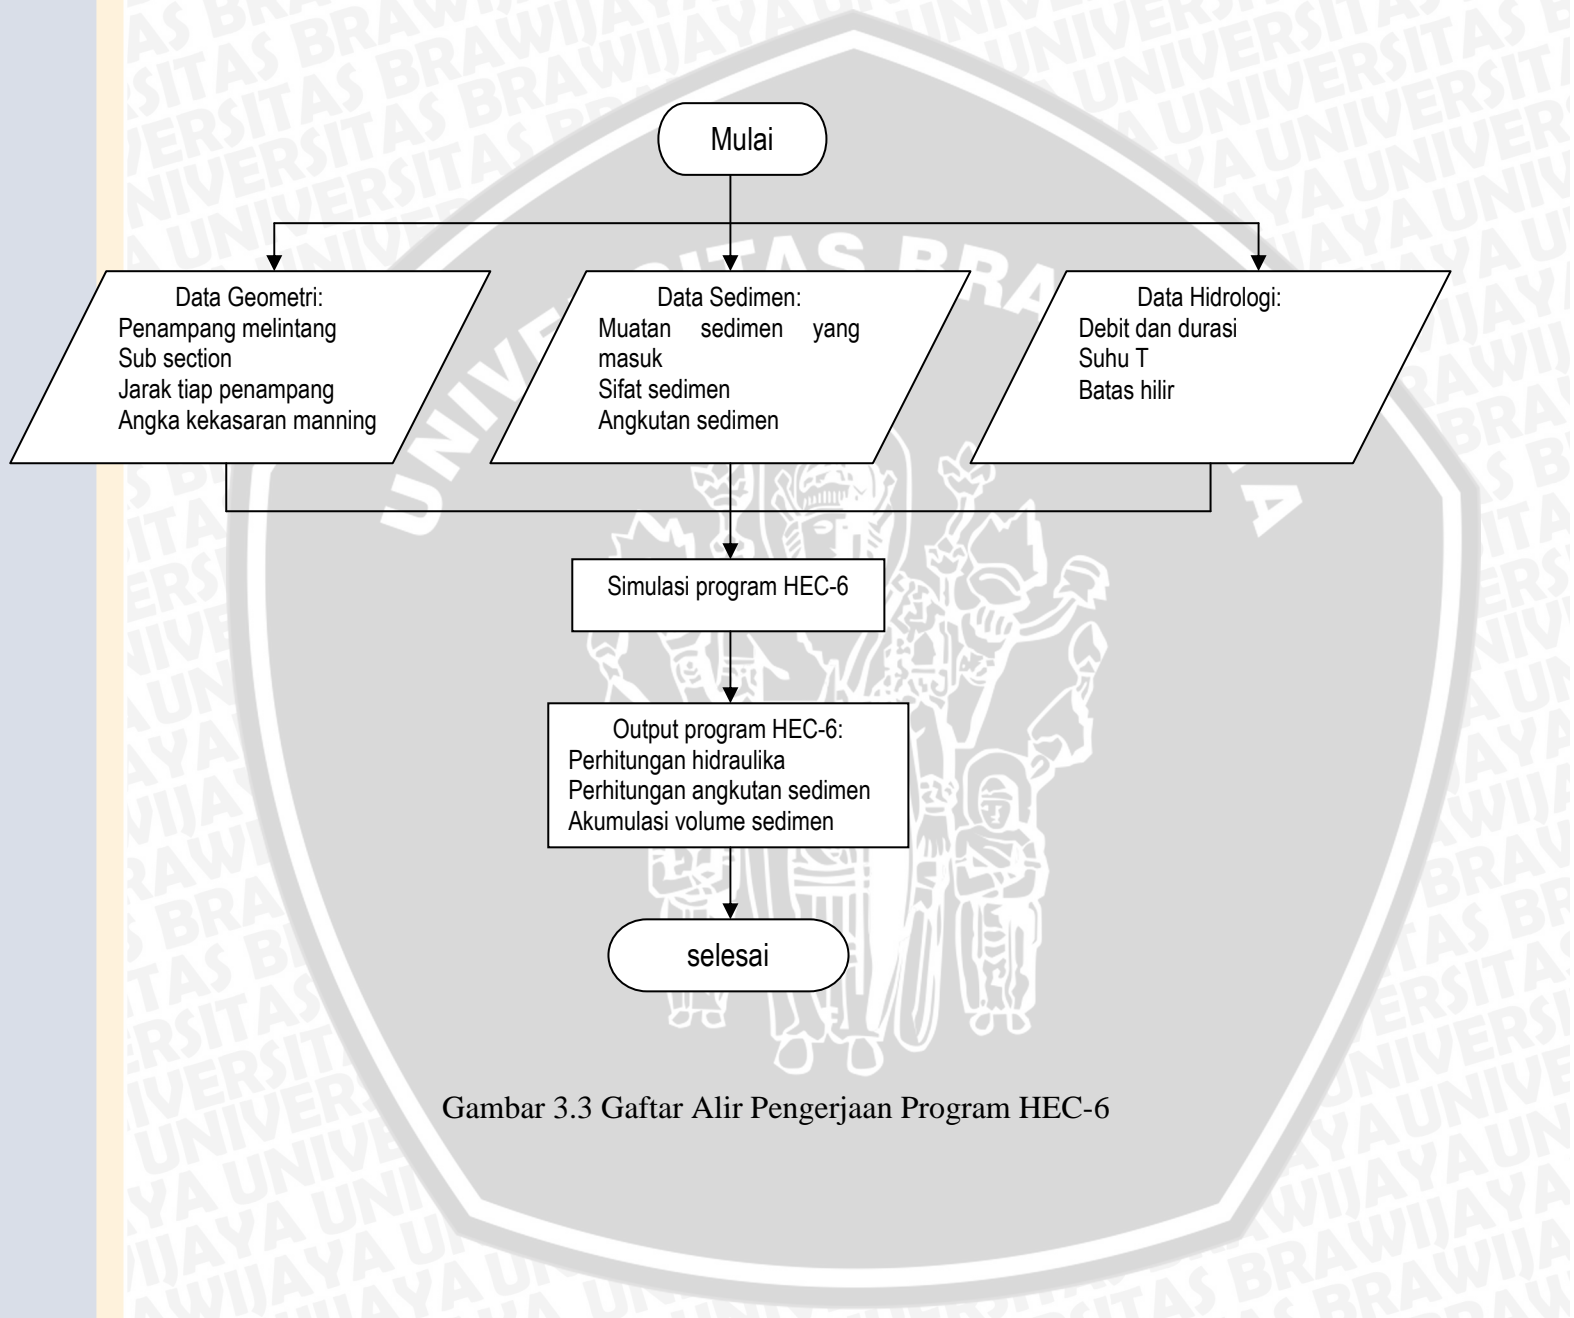 Mulai
Data Geometri:
Penampang melintang
Sub section
Jarak tiap penampang
Angka kekasaran manning
Data Sedimen:
Muatan sedimen yang
masuk
Sifat sedimen
Angkutan sedimen
Data Hidrologi:
Debit dan durasi
Suhu T
Batas hilir
Simulasi program HEC-6
Output program HEC-6:
Perhitungan hidraulika
Perhitungan angkutan sedimen
Akumulasi volume sedimen
selesai
Gambar 3.3 Gaftar Alir Pengerjaan Program HEC-6